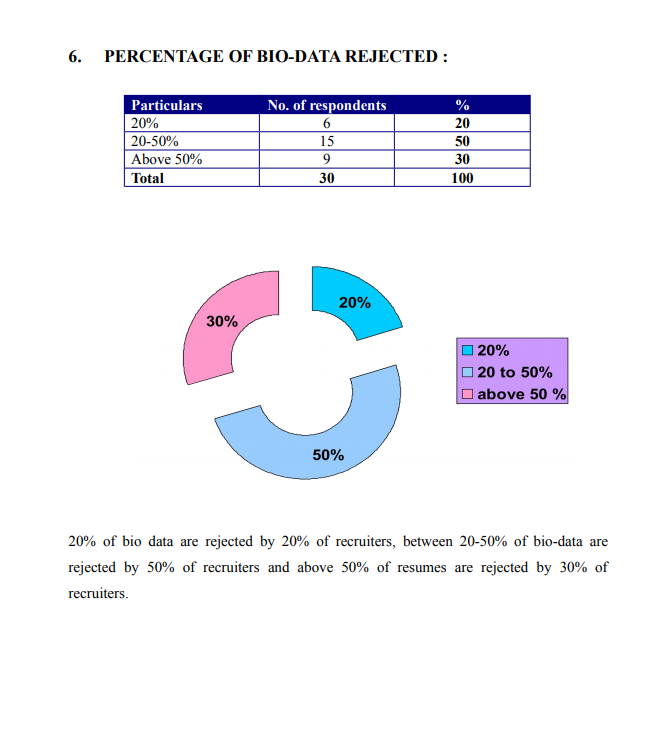 6. PERCENTAGE OF BIO-DATA REJECTED :
Particulars No. of respondents %
20% 6 20
20-50% 15 50
Above 50% 9 30
Total 30 100
20%
30%
50%
20%
20 to 50%
above 50 %
20% of bio data are rejected by 20% of recruiters, between 20-50% of bio-data are
rejected by 50% of recruiters and above 50% of resumes are rejected by 30% of
recruiters.